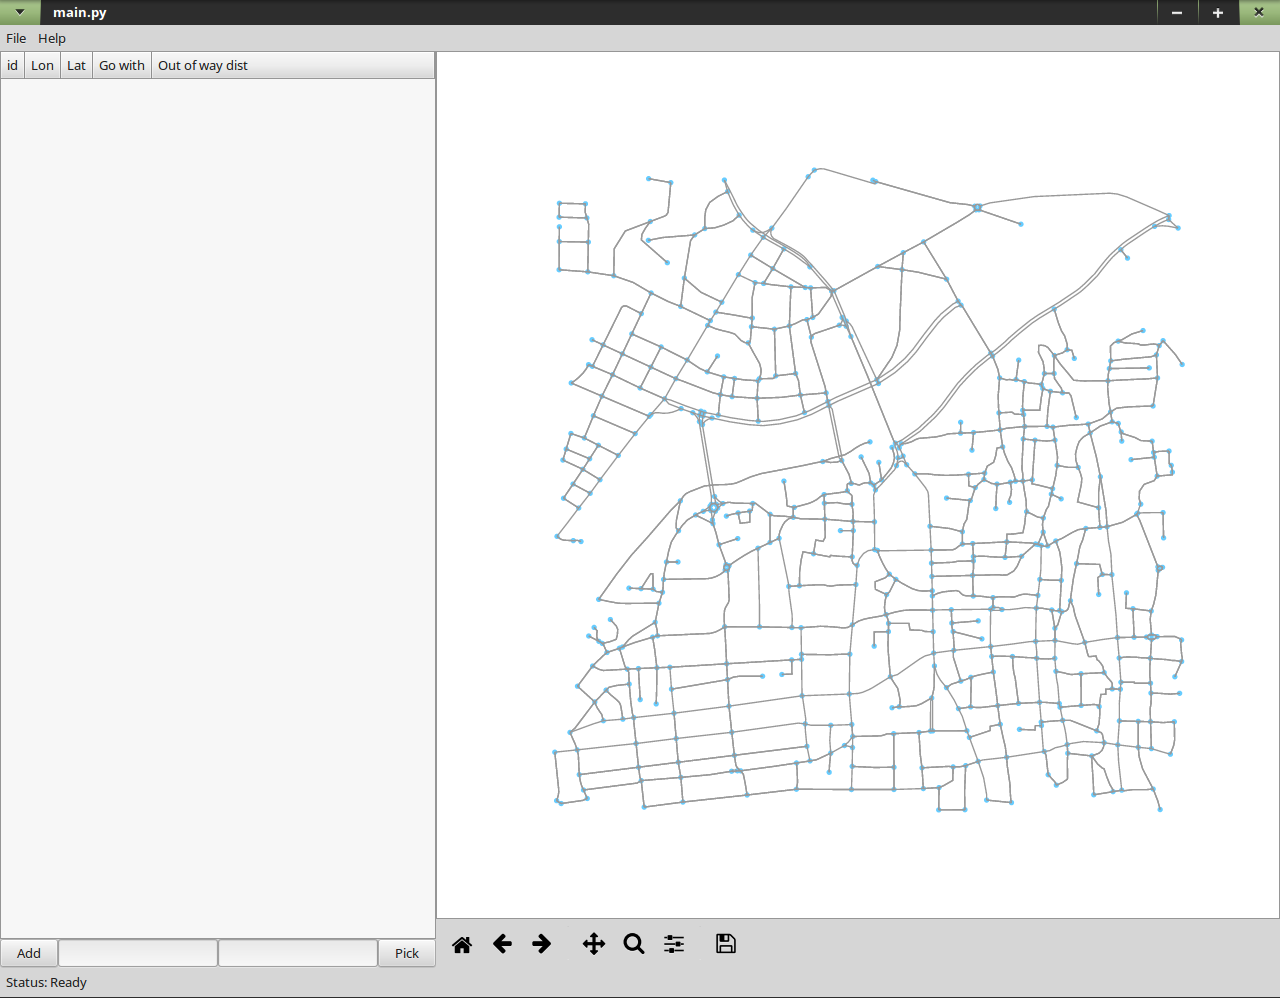 main.py
File Help
id Lon Lat Go with Out of way dist
Add Pick
Status: Ready